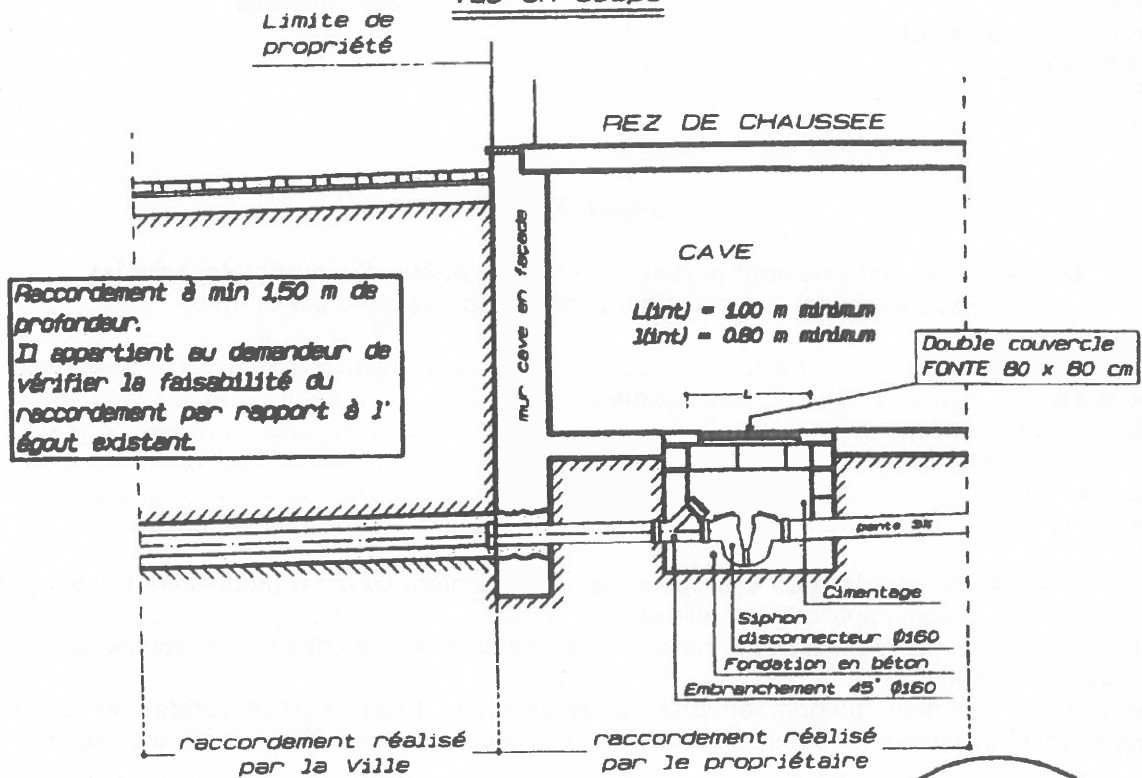 Vue en coupe
Limite de
propriété
REZ DE CHAUSSEE
mur cave en façade
CAVE
L(int) = 1.00 m minimum
l(int) = 0.80 m minimum
Raccordement à min 1,50 m de
profondeur.
Il appartient au demandeur de
vérifier la faisabilité du
raccordement par rapport à l'
égout existant.
Double couvercle
FONTE 80 x 80 cm
L
pente 3%
Cimentage
Siphon
disconnecteur Ø160
Fondation en béton
Embranchement 45° Ø160
raccordement réalisé
par la Ville
raccordement réalisé
par le propriétaire